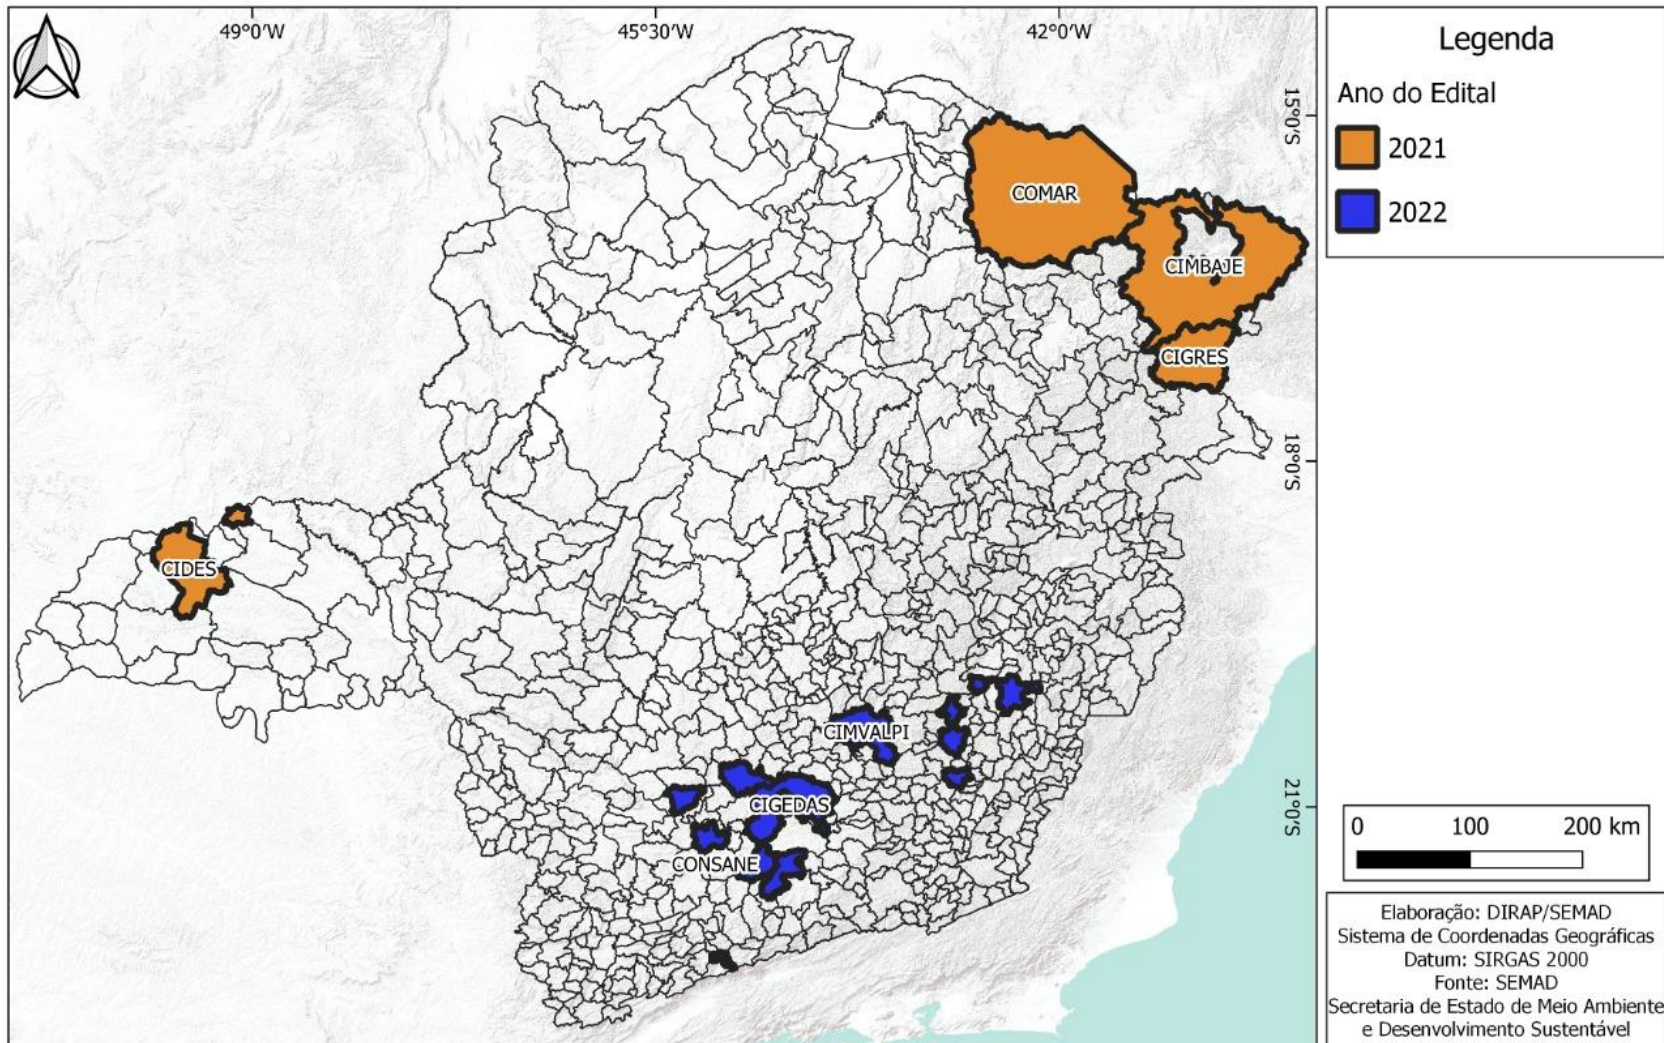 49°0'W
45°30'W
42°0'W
15°0'S
18°0'S
21°0'S
COMAR
CIMBAJE
CIGRES
CIDES
CIMVALPI
CIGEDAS
CONSANE
Legenda
Ano do Edital
2021
2022
0 100 200 km
Elaboração: DIRAP/SEMAD
Sistema de Coordenadas Geográficas
Datum: SIRGAS 2000
Fonte: SEMAD
Secretaria de Estado de Meio Ambiente
e Desenvolvimento Sustentável